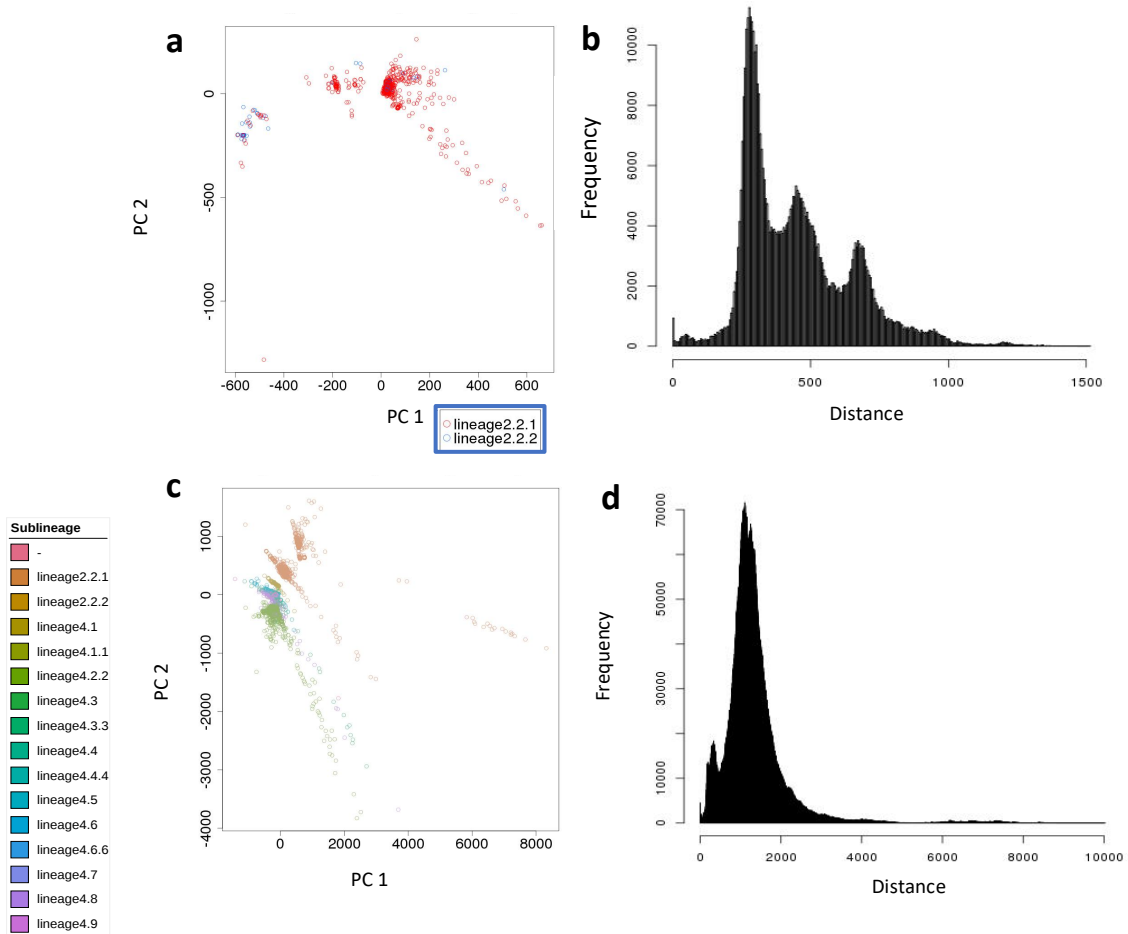 a
0
-500
-1000
PC 2
-600
-400
-200
0
200
400
600
PC 1
lineage2.2.1
lineage2.2.2
b
10000
8000
6000
4000
2000
0
Frequency
0
500
1000
1500
Distance
Sublineage
-
lineage2.2.1
lineage2.2.2
lineage4.1
lineage4.1.1
lineage4.2.2
lineage4.3
lineage4.3.3
lineage4.4
lineage4.4.4
lineage4.5
lineage4.6
lineage4.6.6
lineage4.7
lineage4.8
lineage4.9
c
1000
0
-1000
-2000
-3000
-4000
PC 2
0
2000
4000
6000
8000
PC 1
d
70000
50000
30000
10000
0
Frequency
0
2000
4000
6000
8000
10000
Distance